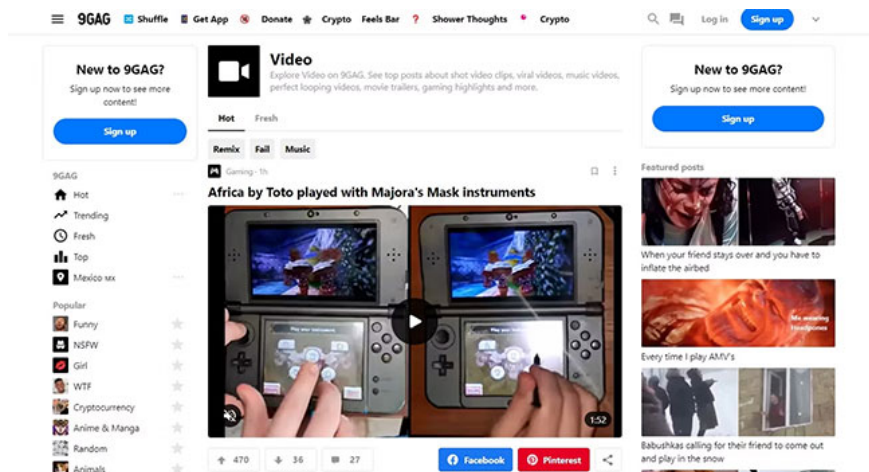 9GAG Shuffle Get App Donate Crypto Feels Bar Shower Thoughts Crypto Log in Sign up
New to 9GAG?
Sign up now to see more
content!
Sign up
9GAG
Hot
Trending
Fresh
Top
Mexico MX
Popular
Funny
NSFW
Girl
WTF
Cryptocurrency
Anime & Manga
Random
Animals
Video
Explore Video on 9GAG. See top posts about shot video clips, viral videos, music videos,
perfect looping videos, movie trailers, gaming highlights and more.
Hot Fresh
Remix Fail Music
Gaming · 1h
Africa by Toto played with Majora's Mask instruments
Play your instrument.
1:52
470 36 27 Facebook Pinterest
New to 9GAG?
Sign up now to see more content!
Sign up
Featured posts
When your friend stays over and you have to
inflate the airbed
Me wearing
Headpones
Every time I play AMV's
Babushkas calling for their friend to come out
and play in the snow